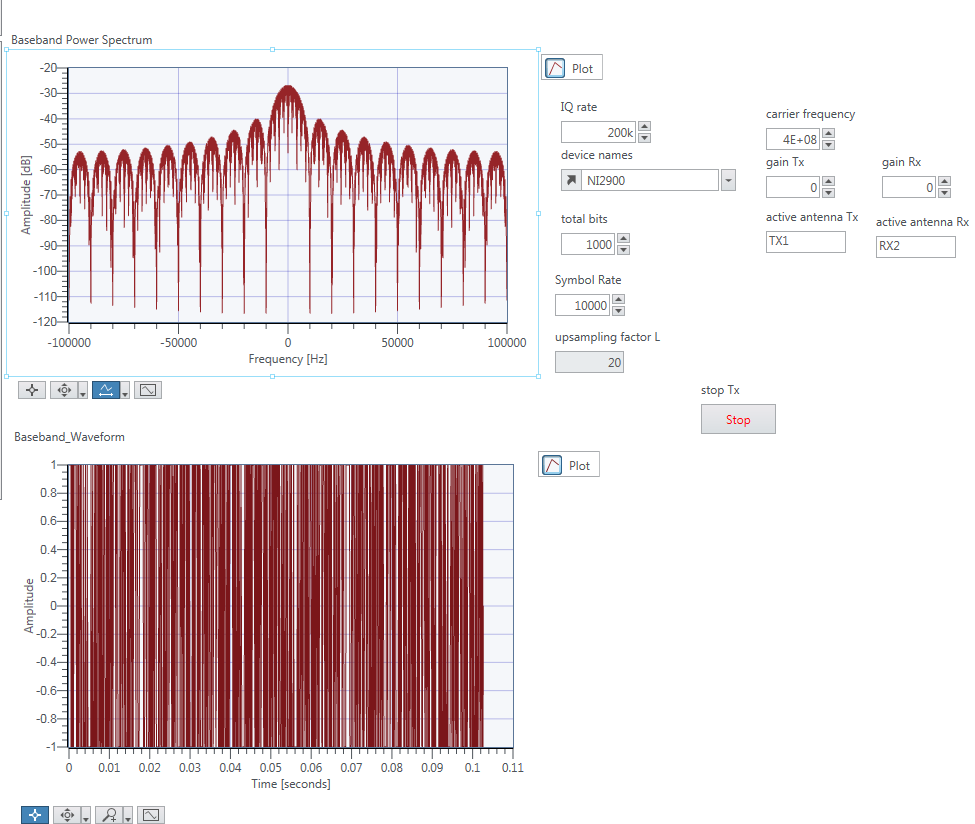 Baseband Power Spectrum
Plot
-20
-30
-40
-50
-60
-70
-80
-90
-100
-110
-120
Amplitude [dB]
-100000 -50000 0 50000 100000
Frequency [Hz]
IQ rate
200k
device names
NI2900
total bits
1000
Symbol Rate
10000
upsampling factor L
20
carrier frequency
4E+08
gain Tx
0
gain Rx
0
active antenna Tx
TX1
active antenna Rx
RX2
stop Tx
Stop
Baseband_Waveform
Plot
1
0.8
0.6
0.4
0.2
0
-0.2
-0.4
-0.6
-0.8
-1
Amplitude
0 0.01 0.02 0.03 0.04 0.05 0.06 0.07 0.08 0.09 0.1 0.11
Time [seconds]